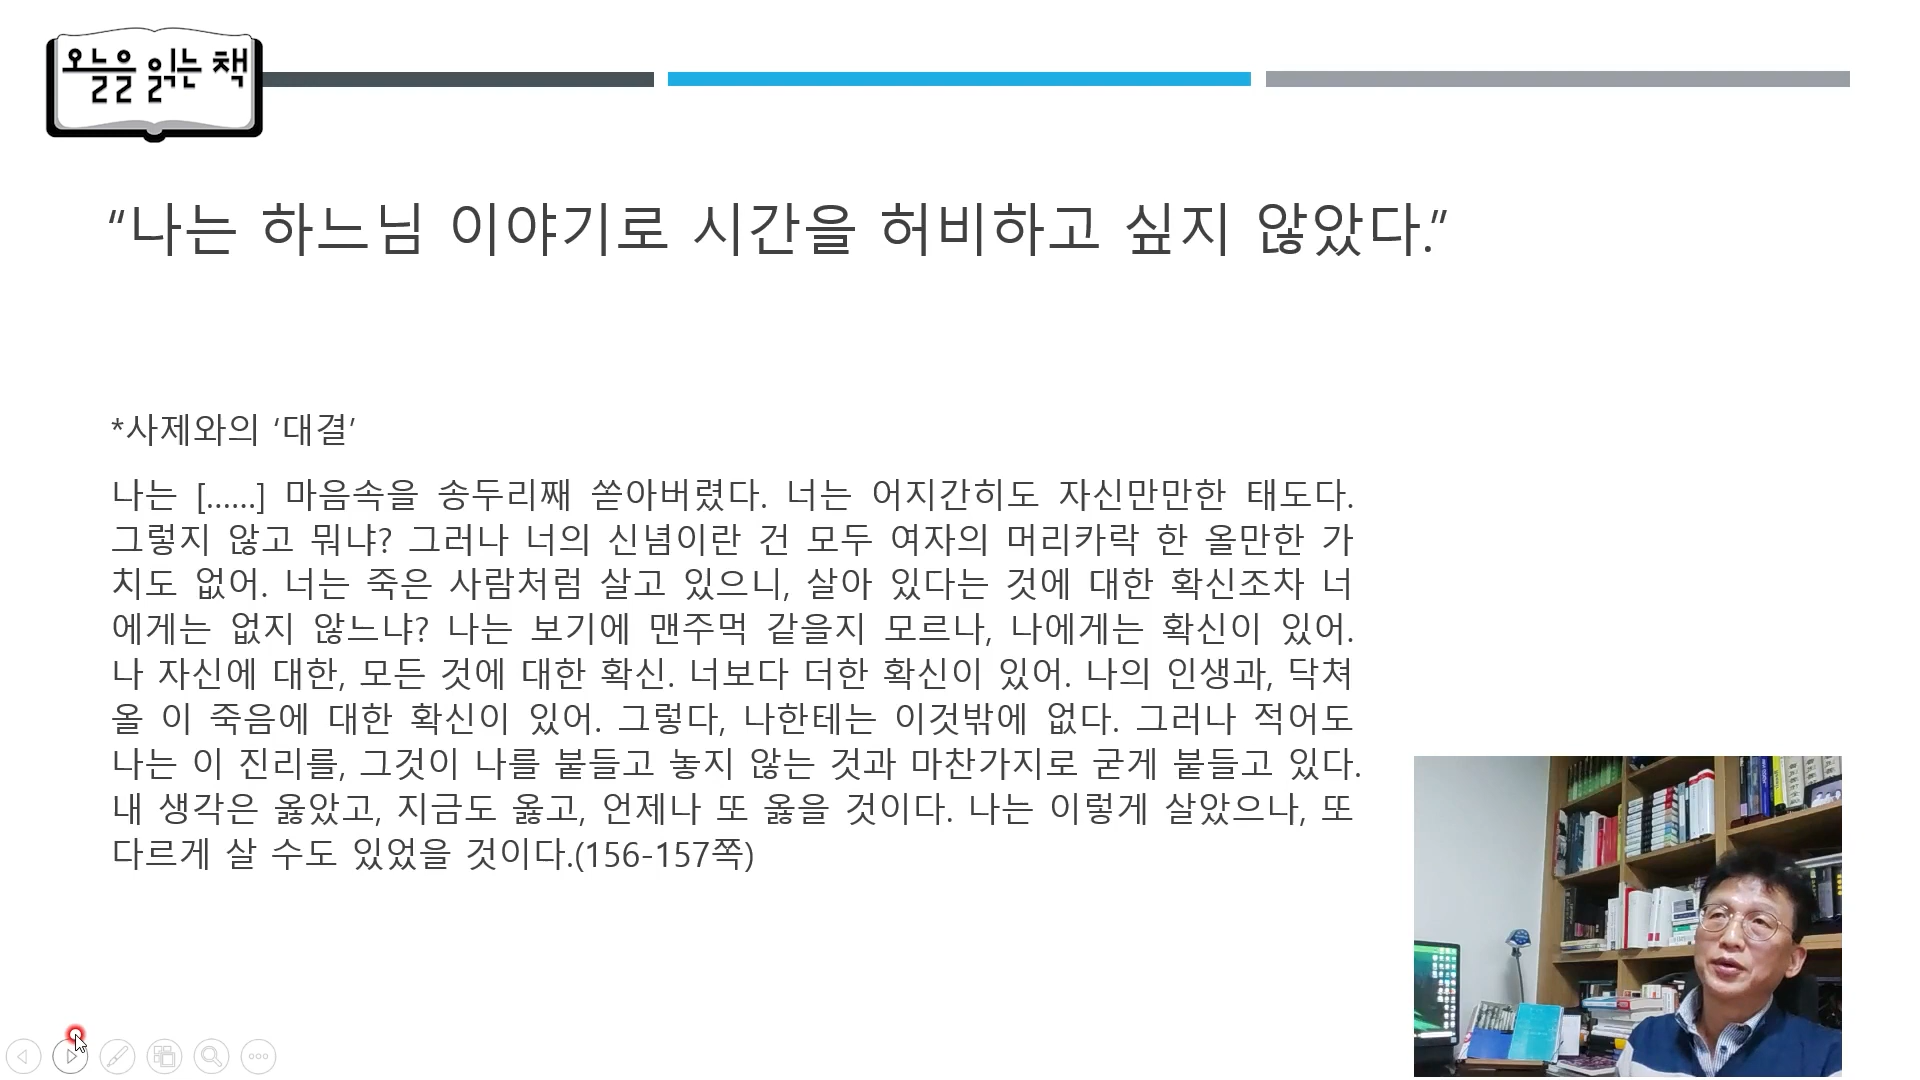 오늘을 읽는 책
“나는 하느님 이야기로 시간을 허비하고 싶지 않았다.”
*사제와의 ‘대결’
나는 [......] 마음속을 송두리째 쏟아버렸다. 너는 어지간히도 자신만만한 태도다.
그렇지 않고 뭐냐? 그러나 너의 신념이란 건 모두 여자의 머리카락 한 올만한 가
치도 없어. 너는 죽은 사람처럼 살고 있으니, 살아 있다는 것에 대한 확신조차 너
에게는 없지 않느냐? 나는 보기에 맨주먹 같을지 모르나, 나에게는 확신이 있어.
나 자신에 대한, 모든 것에 대한 확신. 너보다 더한 확신이 있어. 나의 인생과, 닥쳐
올 이 죽음에 대한 확신이 있어. 그렇다, 나한테는 이것밖에 없다. 그러나 적어도
나는 이 진리를, 그것이 나를 붙들고 놓지 않는 것과 마찬가지로 굳게 붙들고 있다.
내 생각은 옳았고, 지금도 옳고, 언제나 또 옳을 것이다. 나는 이렇게 살았으나, 또
다르게 살 수도 있었을 것이다.(156-157쪽)